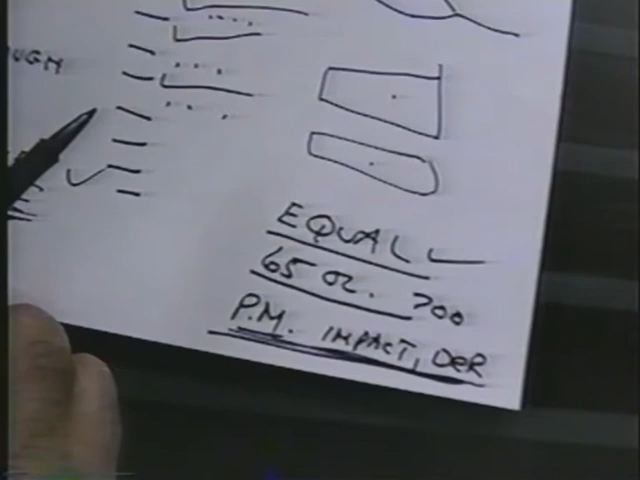 UGH
EQUAL
65 OZ. 700
P.M. IMPACT, DER